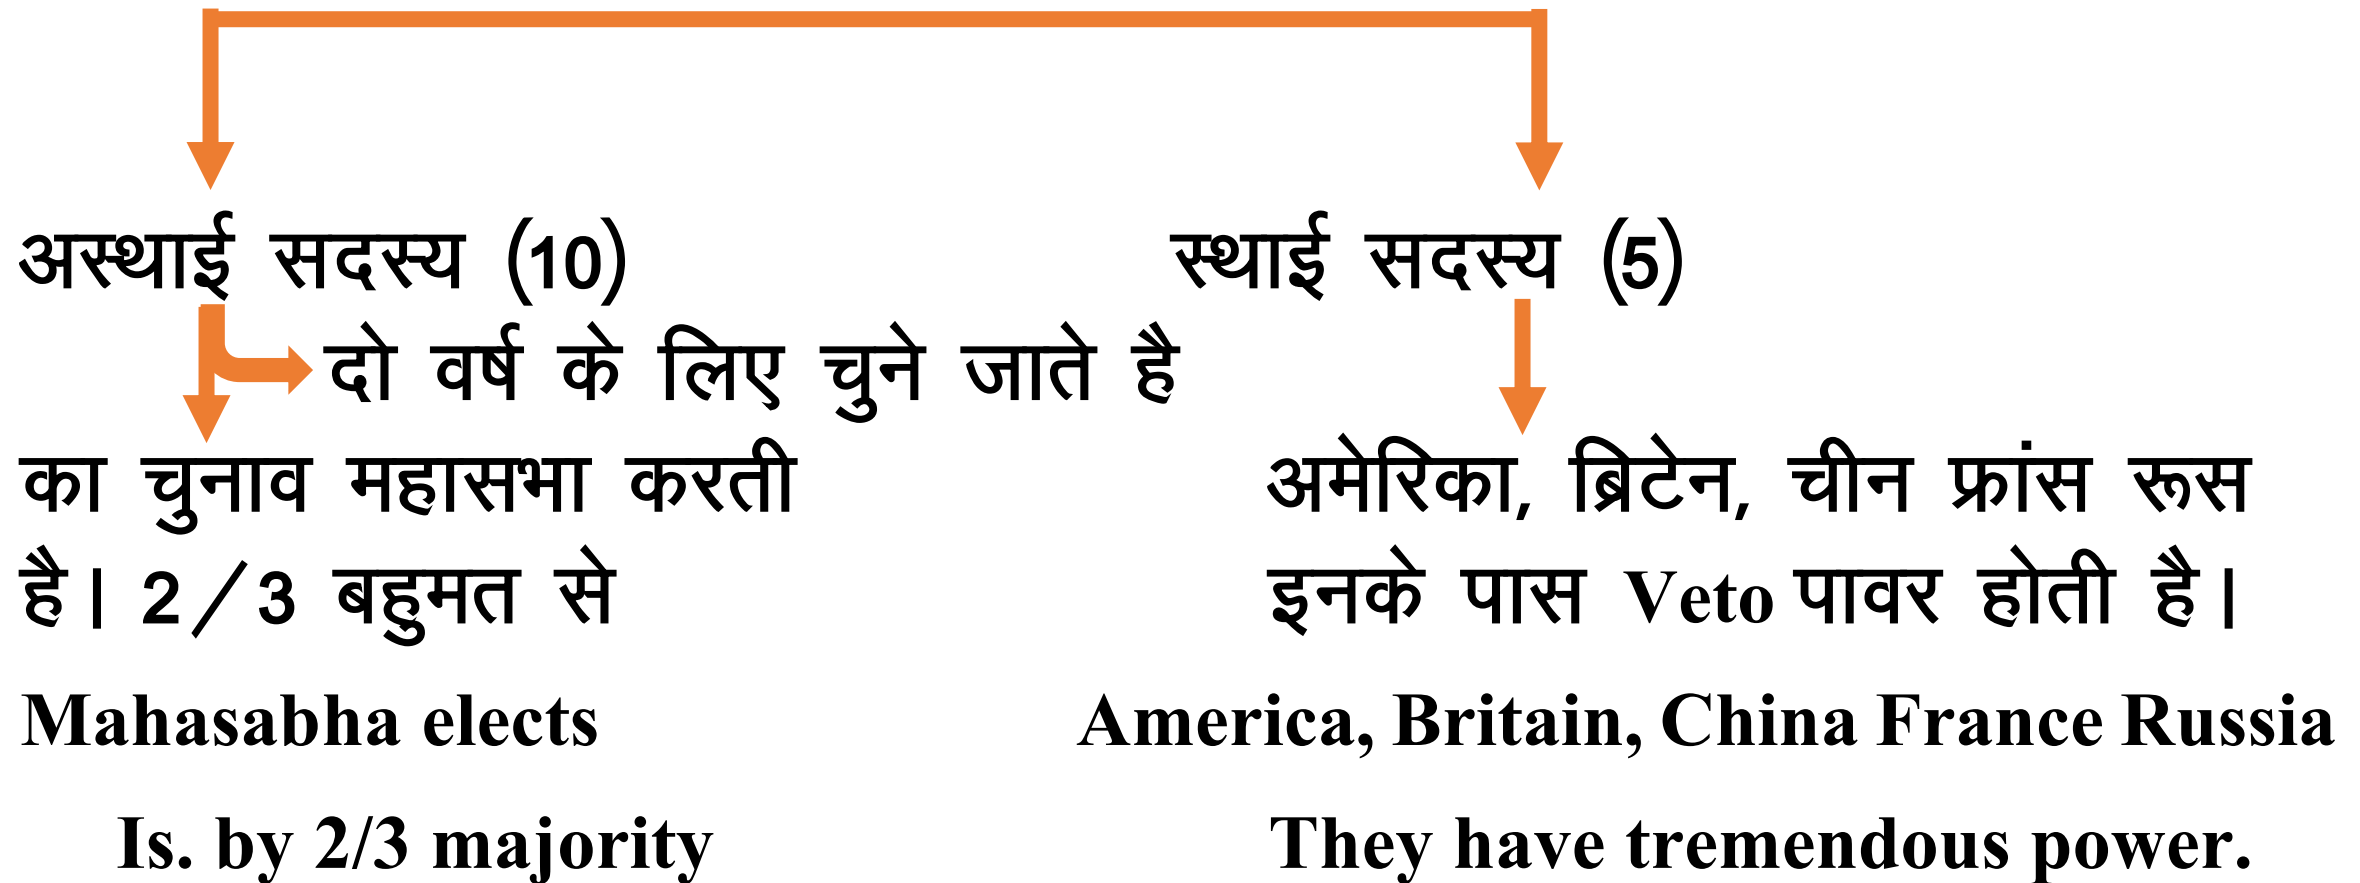 अस्थाई सदस्य (10)
स्थाई सदस्य (5)
दो वर्ष के लिए चुने जाते है
का चुनाव महासभा करती
है। 2/3 बहुमत से
अमेरिका, ब्रिटेन, चीन फ्रांस रूस
इनके पास Veto पावर होती है।
Mahasabha elects
Is. by 2/3 majority
America, Britain, China France Russia
They have tremendous power.